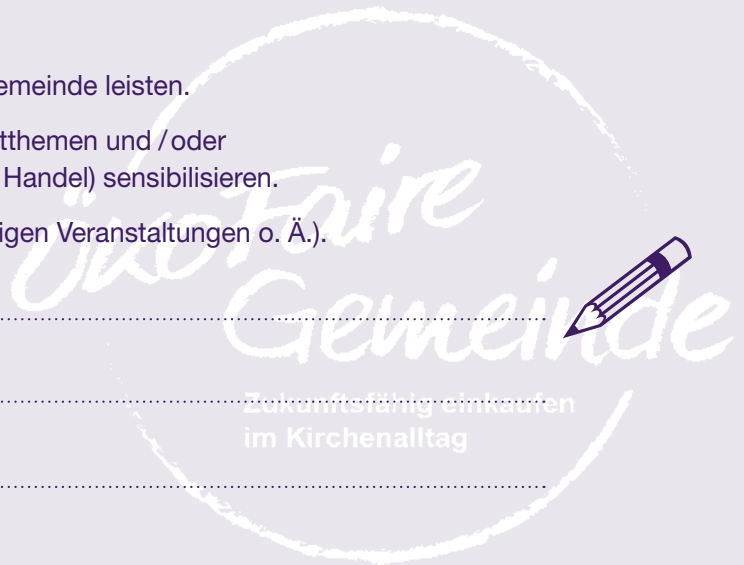 emeinde leisten.
tthemen und / oder
Handel) sensibilisieren.
igen Veranstaltungen o. Ä.).
ÖkoFaire
Gemeinde
Zukunftsfähig einkaufen
im Kirchenalltag